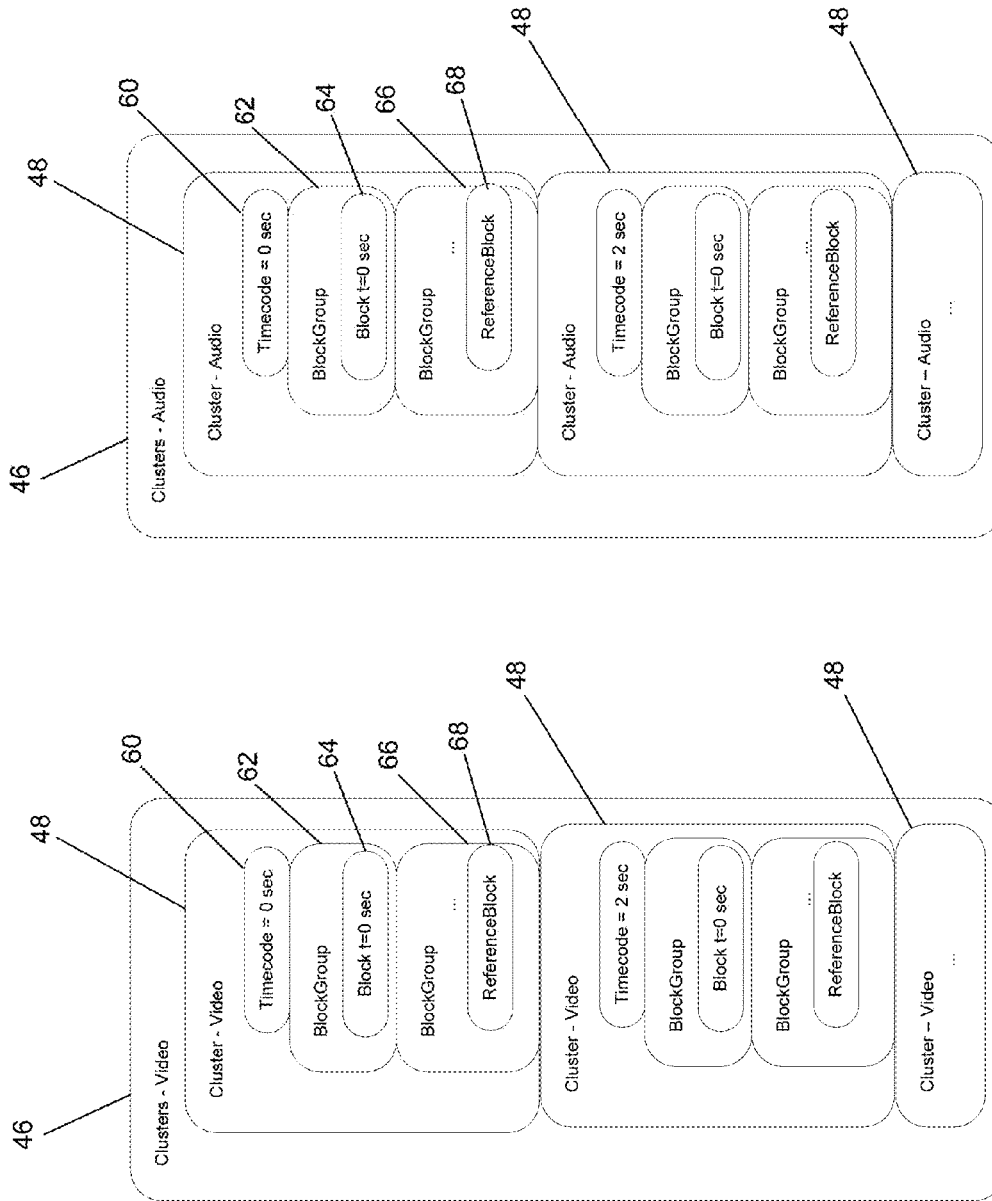 46
Clusters - Video
48
Cluster - Video
60
Timecode = 0 sec
62
BlockGroup
64
Block t=0 sec
66
BlockGroup
...
68
ReferenceBlock
48
Cluster - Video
Timecode = 2 sec
BlockGroup
Block t=0 sec
BlockGroup
...
ReferenceBlock
48
Cluster – Video
...
46
Clusters - Audio
48
Cluster - Audio
60
Timecode = 0 sec
62
BlockGroup
64
Block t=0 sec
66
BlockGroup
...
68
ReferenceBlock
48
Cluster - Audio
Timecode = 2 sec
BlockGroup
Block t=0 sec
BlockGroup
...
ReferenceBlock
48
Cluster – Audio
...